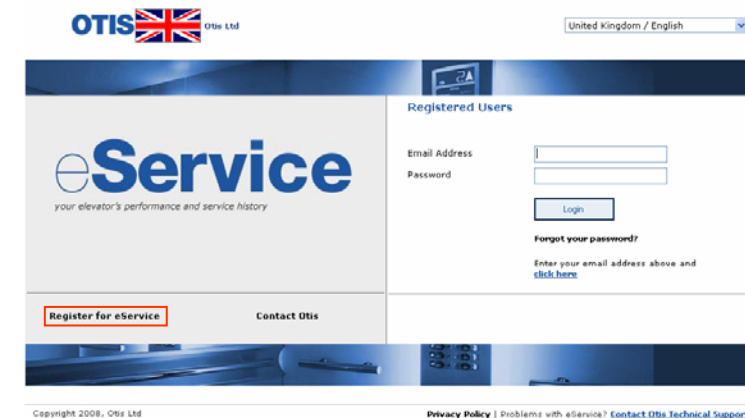 OTIS
Otis Ltd
United Kingdom / English
2A
Registered Users
eService
your elevator's performance and service history
Email Address
Password
Login
Forgot your password?
Enter your email address above and
click here
Register for eService
Contact Otis
Copyright 2008, Otis Ltd
Privacy Policy | Problems with eService? Contact Otis Technical Suppor